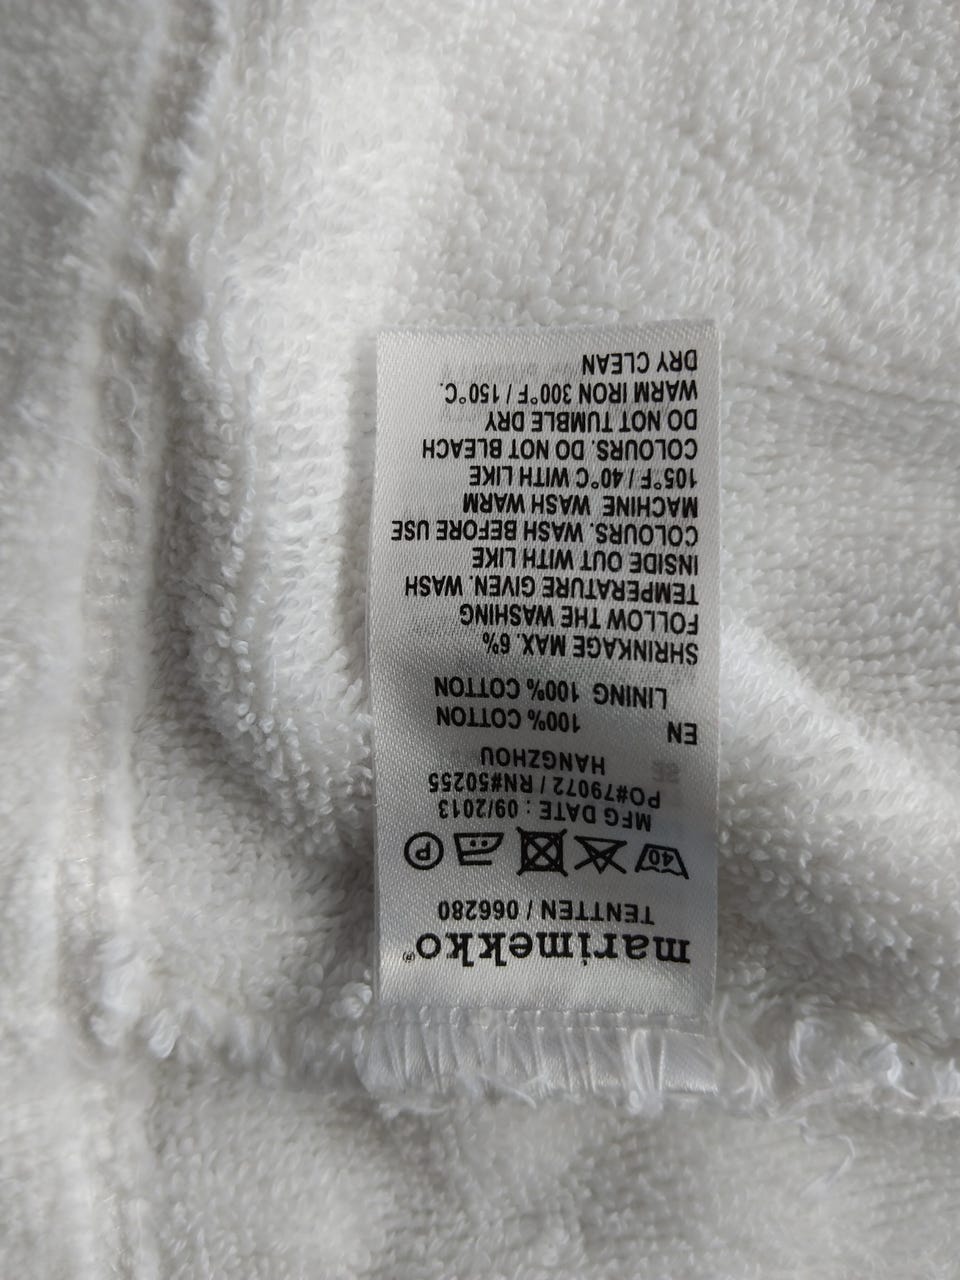 marimekko®
TENTTEN / 066280
40 P
MFG DATE : 09/2013
PO#79072 / RN#50255
HANGZHOU
EN 100% COTTON
LINING 100% COTTON
SHRINKAGE MAX. 6%
FOLLOW THE WASHING
TEMPERATURE GIVEN. WASH
INSIDE OUT WITH LIKE
COLOURS. WASH BEFORE USE
MACHINE WASH WARM
105°F / 40°C WITH LIKE
COLOURS. DO NOT BLEACH
DO NOT TUMBLE DRY
WARM IRON 300°F / 150°C.
DRY CLEAN